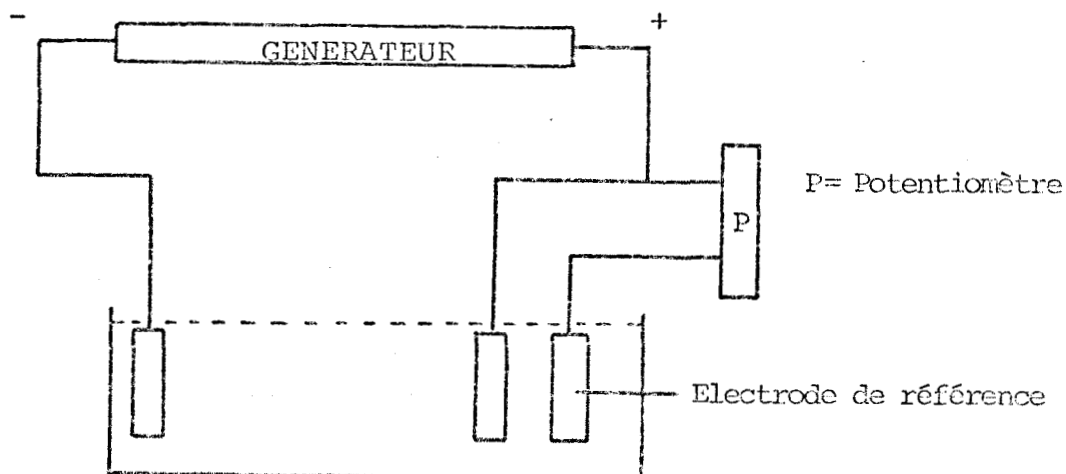 - +
GENERATEUR
P= Potentiomètre
P
Electrode de référence